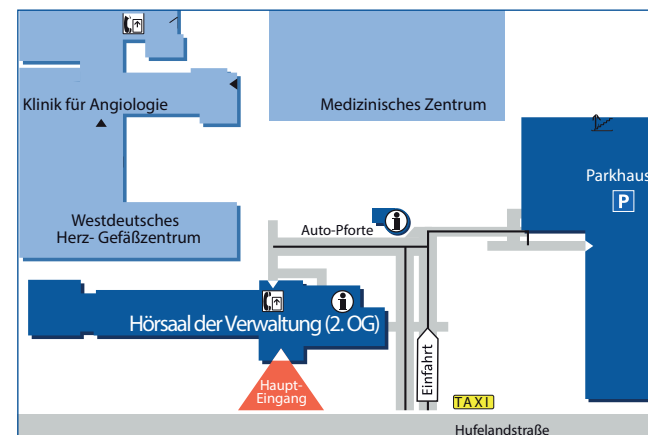 Klinik für Angiologie
Medizinisches Zentrum
Parkhaus
P
Westdeutsches
Herz- Gefäßzentrum
Auto-Pforte
i
i
Hörsaal der Verwaltung (2. OG)
Einfahrt
Haupt-
Eingang
TAXI
Hufelandstraße